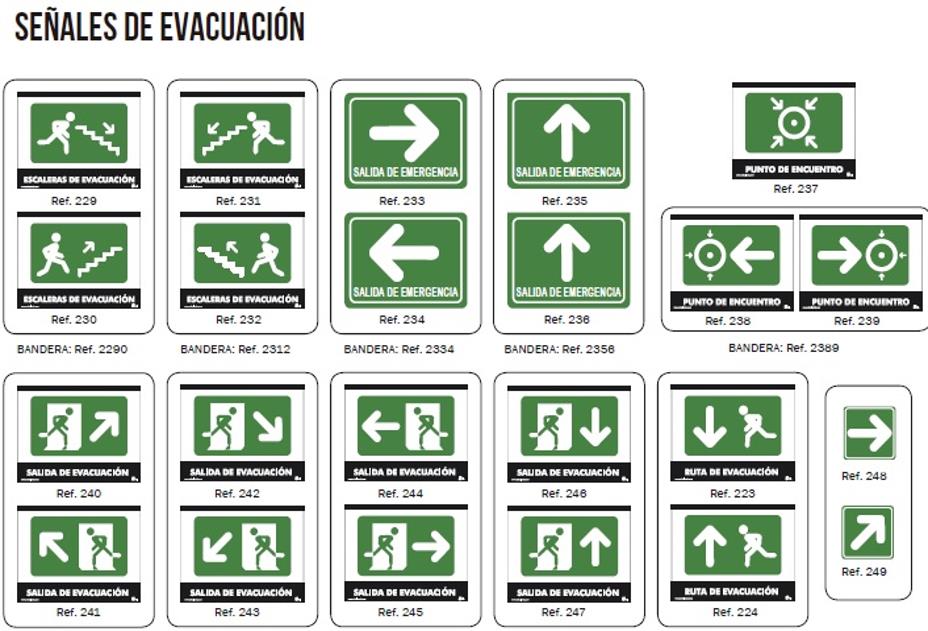 SEÑALES DE EVACUACIÓN
ESCALERAS DE EVACUACIÓN
Ref. 229
ESCALERAS DE EVACUACIÓN
Ref. 230
BANDERA: Ref. 2290
ESCALERAS DE EVACUACIÓN
Ref. 231
ESCALERAS DE EVACUACIÓN
Ref. 232
BANDERA: Ref. 2312
SALIDA DE EMERGENCIA
Ref. 233
SALIDA DE EMERGENCIA
Ref. 234
BANDERA: Ref. 2334
SALIDA DE EMERGENCIA
Ref. 235
SALIDA DE EMERGENCIA
Ref. 236
BANDERA: Ref. 2356
PUNTO DE ENCUENTRO
Ref. 237
PUNTO DE ENCUENTRO
Ref. 238
PUNTO DE ENCUENTRO
Ref. 239
BANDERA: Ref. 2389
SALIDA DE EVACUACIÓN
Ref. 240
SALIDA DE EVACUACIÓN
Ref. 241
SALIDA DE EVACUACIÓN
Ref. 242
SALIDA DE EVACUACIÓN
Ref. 243
SALIDA DE EVACUACIÓN
Ref. 244
SALIDA DE EVACUACIÓN
Ref. 245
SALIDA DE EVACUACIÓN
Ref. 246
SALIDA DE EVACUACIÓN
Ref. 247
RUTA DE EVACUACIÓN
Ref. 223
RUTA DE EVACUACIÓN
Ref. 224
Ref. 248
Ref. 249